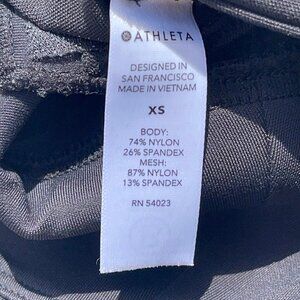 ATHLETA
DESIGNED IN
SAN FRANCISCO
MADE IN VIETNAM
XS
BODY:
74% NYLON
26% SPANDEX
MESH:
87% NYLON
13% SPANDEX
RN 54023